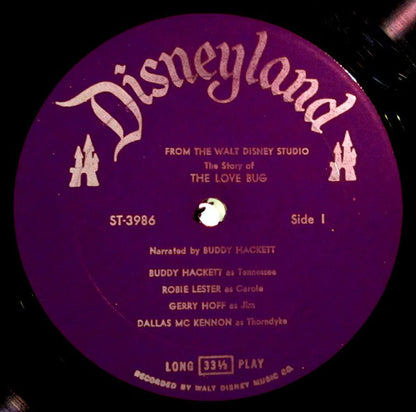 Disneyland
FROM THE WALT DISNEY STUDIO
The Story of
THE LOVE BUG
ST-3986 Side 1
Narrated by BUDDY HACKETT
BUDDY HACKETT as Tennessee
ROBIE LESTER as Carole
GERRY HOFF as Jim
DALLAS MC KENNON as Thorndyke
LONG 33⅓ PLAY
RECORDED BY WALT DISNEY MUSIC CO.